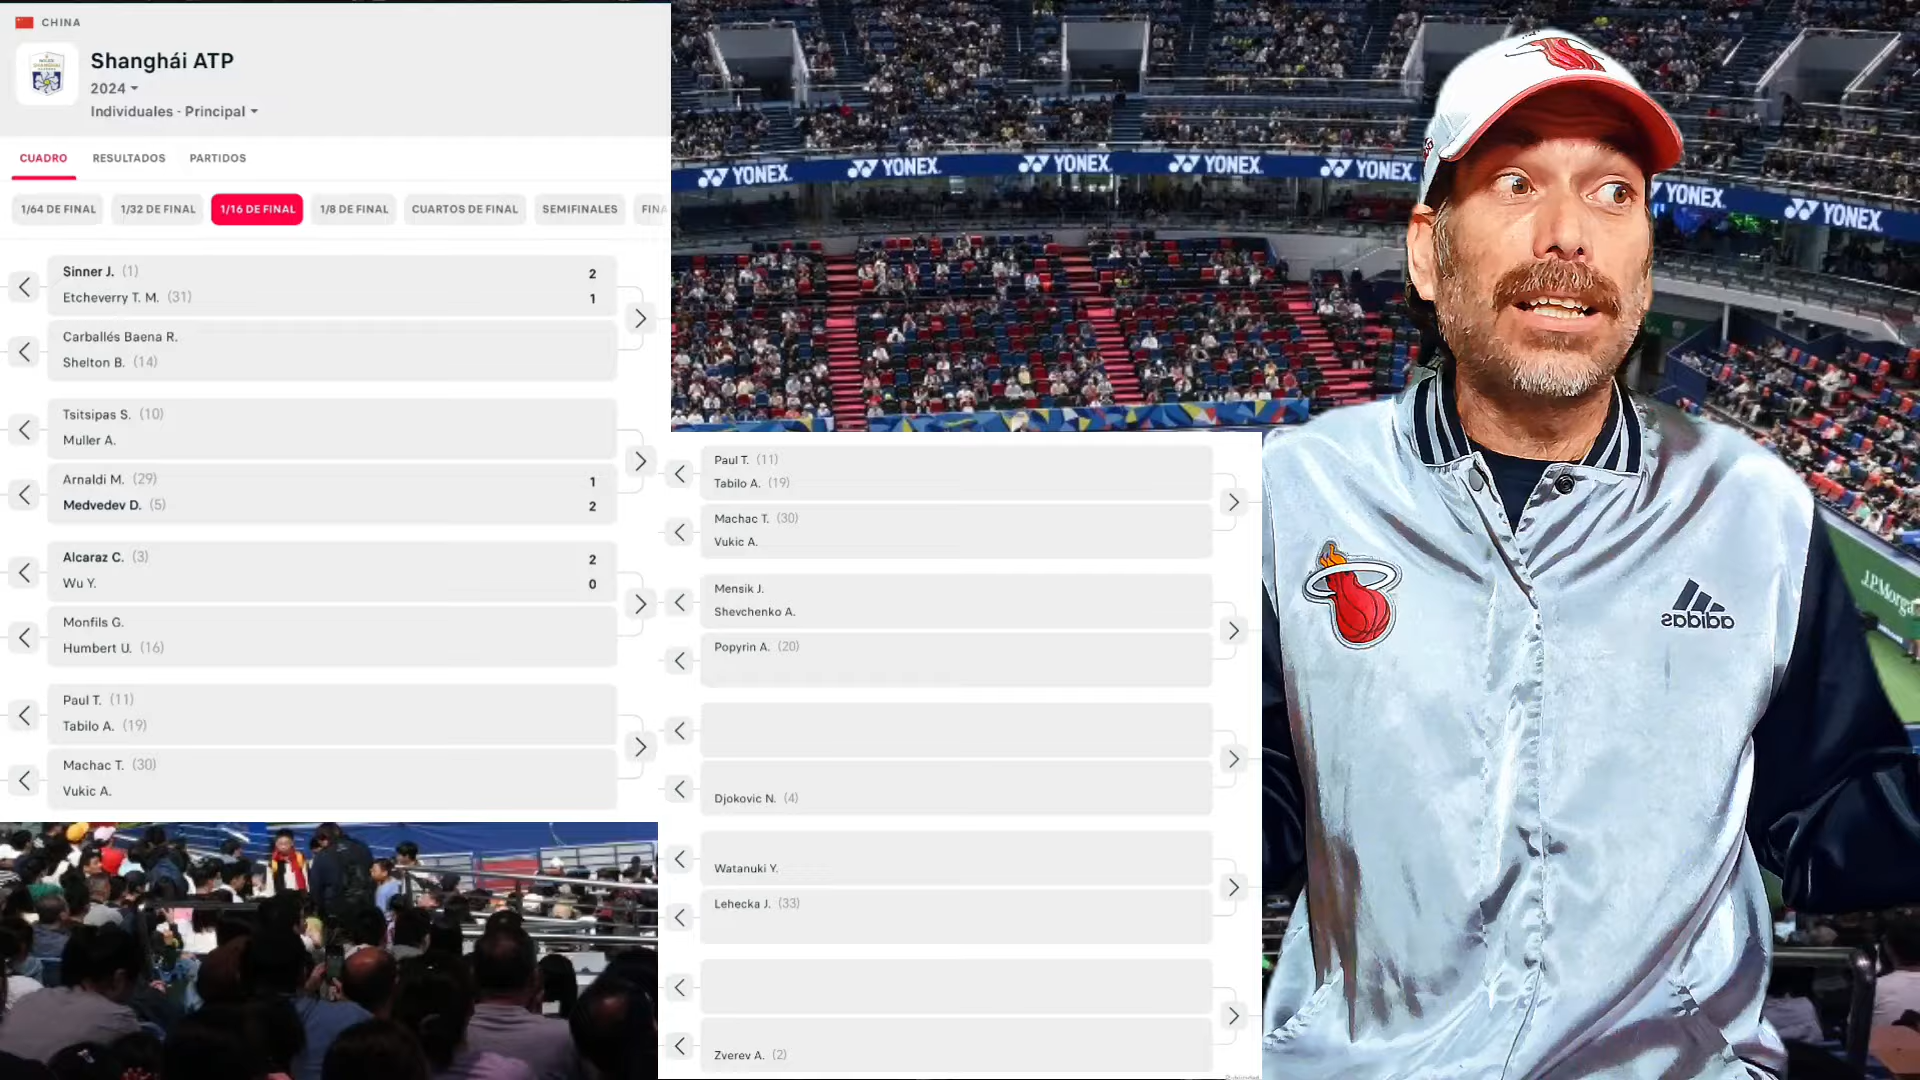 CHINA
Shanghái ATP
2024
Individuales - Principal
CUADRO RESULTADOS PARTIDOS
1/64 DE FINAL 1/32 DE FINAL 1/16 DE FINAL 1/8 DE FINAL CUARTOS DE FINAL SEMIFINALES FINA
Sinner J. (1) 2
Etcheverry T. M. (31) 1
Carballés Baena R.
Shelton B. (14)
Tsitsipas S. (10)
Muller A.
Arnaldi M. (29) 1
Medvedev D. (5) 2
Alcaraz C. (3) 2
Wu Y. 0
Monfils G.
Humbert U. (16)
Paul T. (11)
Tabilo A. (19)
Machac T. (30)
Vukic A.
Paul T. (11)
Tabilo A. (19)
Machac T. (30)
Vukic A.
Mensik J.
Shevchenko A.
Popyrin A. (20)
Djokovic N. (4)
Watanuki Y.
Lehecka J. (33)
Zverev A. (2)
YONEX YONEX YONEX YONEX YONEX YONEX YONEX
adidas
J.P.Morga